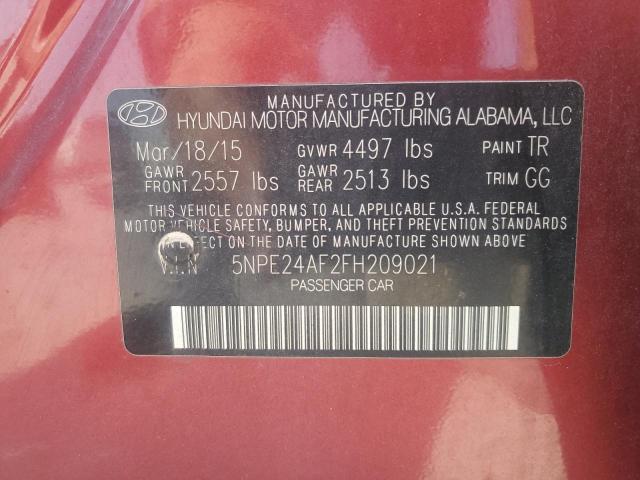 MANUFACTURED BY
HYUNDAI MOTOR MANUFACTURING ALABAMA, LLC
Mar/18/15 GVWR 4497 lbs PAINT TR
GAWR FRONT 2557 lbs GAWR REAR 2513 lbs TRIM GG
THIS VEHICLE CONFORMS TO ALL APPLICABLE U.S.A. FEDERAL
MOTOR VEHICLE SAFETY, BUMPER, AND THEFT PREVENTION STANDARDS
IN EFFECT ON THE DATE OF MANUFACTURE SHOWN ABOVE.
V.I.N 5NPE24AF2FH209021
PASSENGER CAR